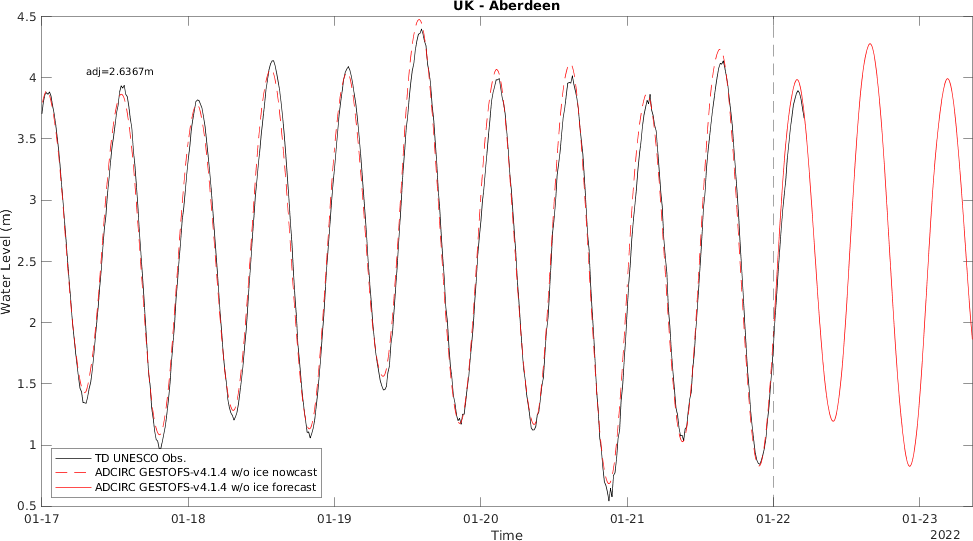 UK - Aberdeen
4.5
4
3.5
3
2.5
2
1.5
1
0.5
Water Level (m)
adj=2.6367m
TD UNESCO Obs.
ADCIRC GESTOFS-v4.1.4 w/o ice nowcast
ADCIRC GESTOFS-v4.1.4 w/o ice forecast
01-17 01-18 01-19 01-20 01-21 01-22 01-23
Time
2022